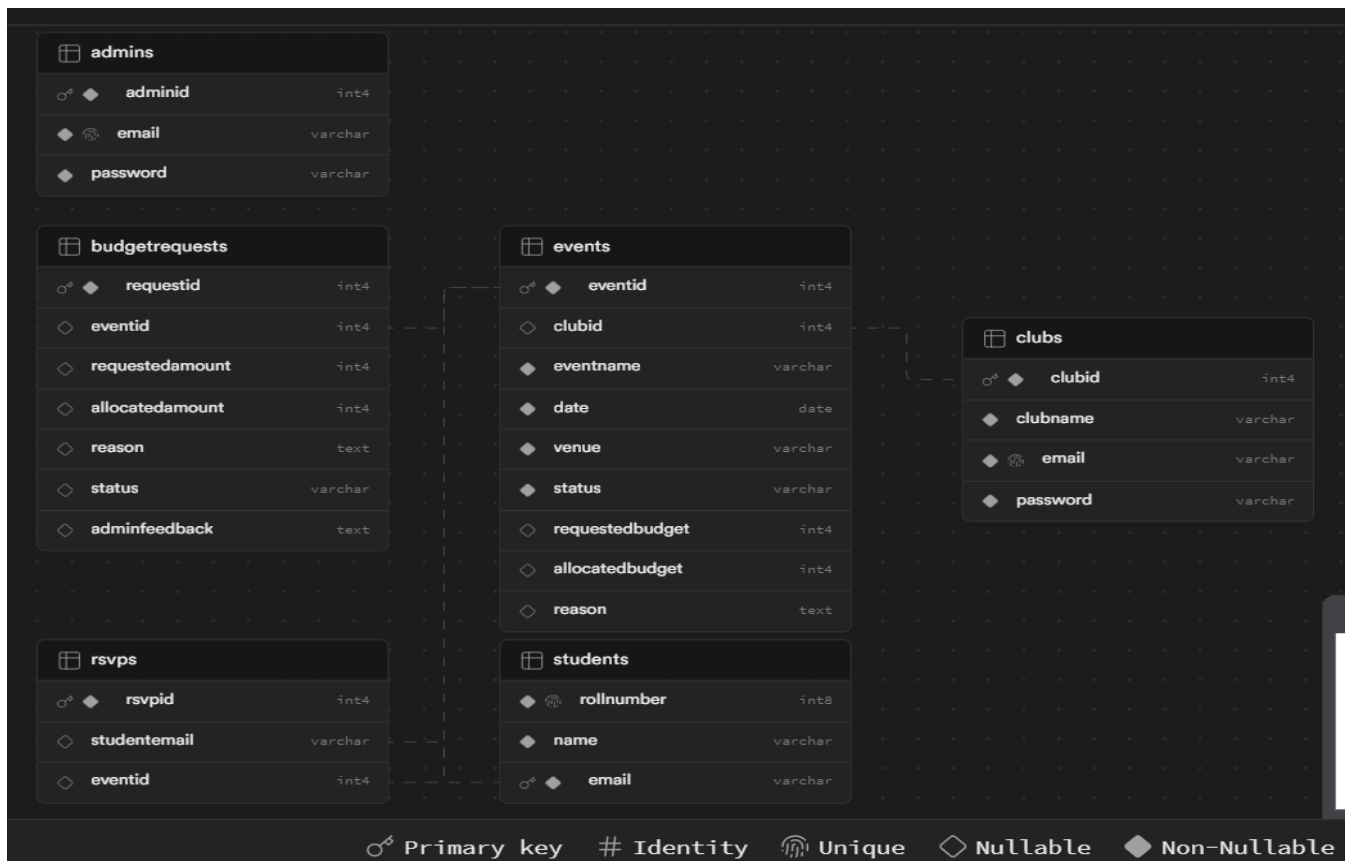 admins
adminid int4
email varchar
password varchar
budgetrequests
requestid int4
eventid int4
requestedamount int4
allocatedamount int4
reason text
status varchar
adminfeedback text
events
eventid int4
clubid int4
eventname varchar
date date
venue varchar
status varchar
requestedbudget int4
allocatedbudget int4
reason text
clubs
clubid int4
clubname varchar
email varchar
password varchar
rsvps
rsvpid int4
studentemail varchar
eventid int4
students
rollnumber int8
name varchar
email varchar
Primary key # Identity Unique Nullable Non-Nullable